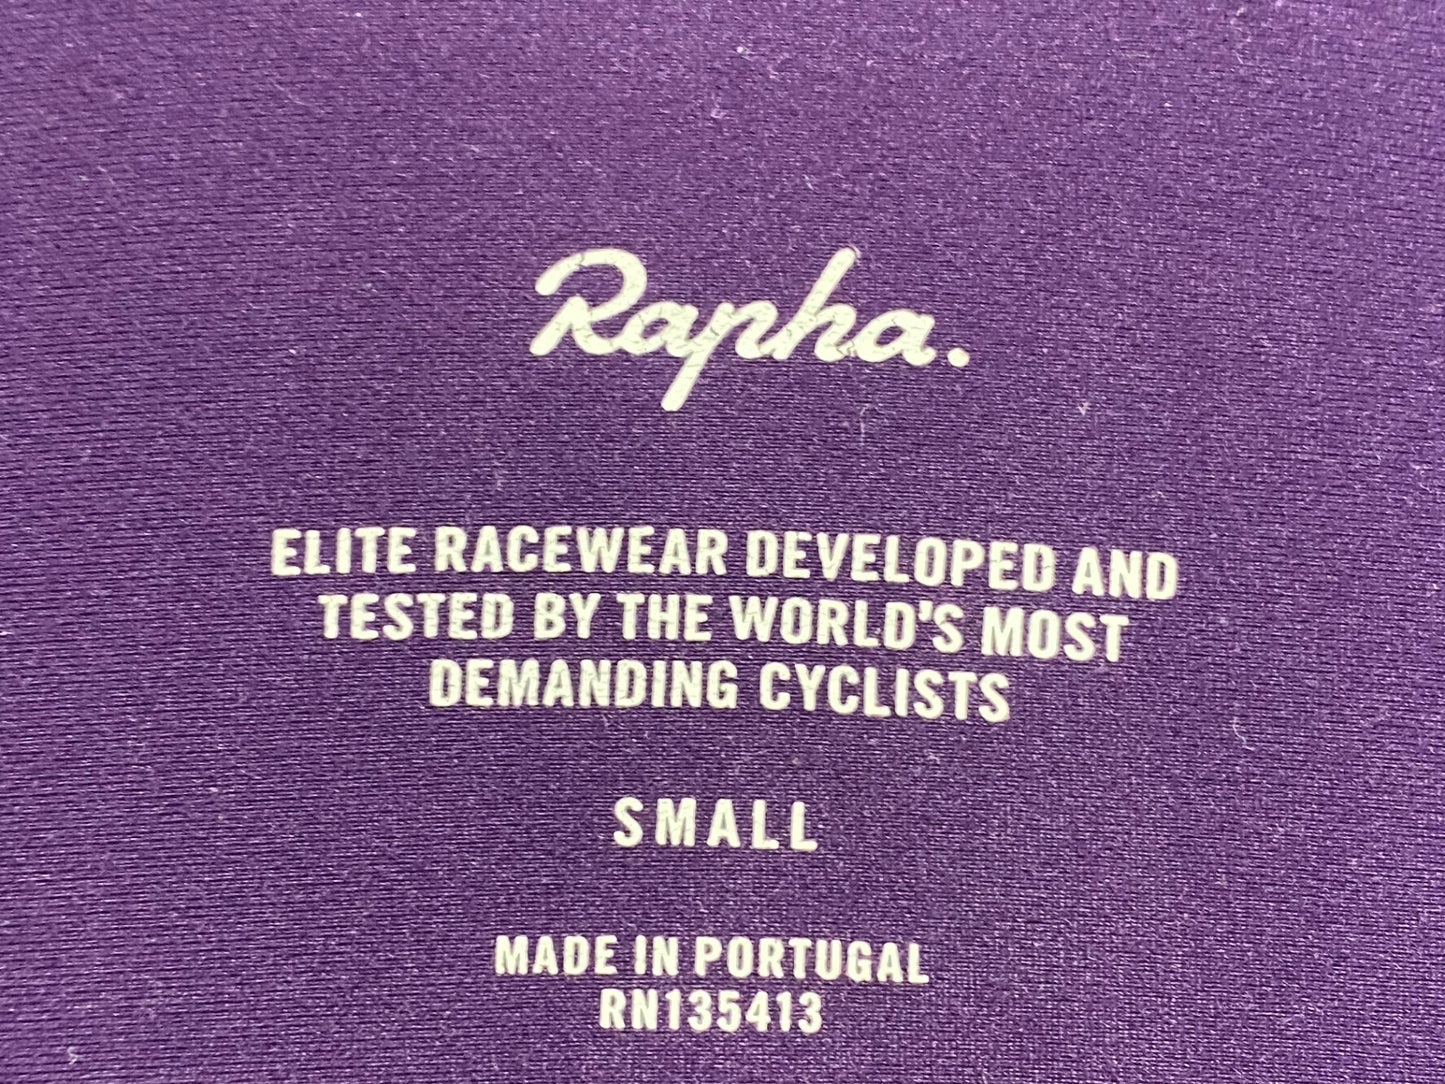 Rapha.
ELITE RACEWEAR DEVELOPED AND
TESTED BY THE WORLD'S MOST
DEMANDING CYCLISTS
SMALL
MADE IN PORTUGAL
RN135413